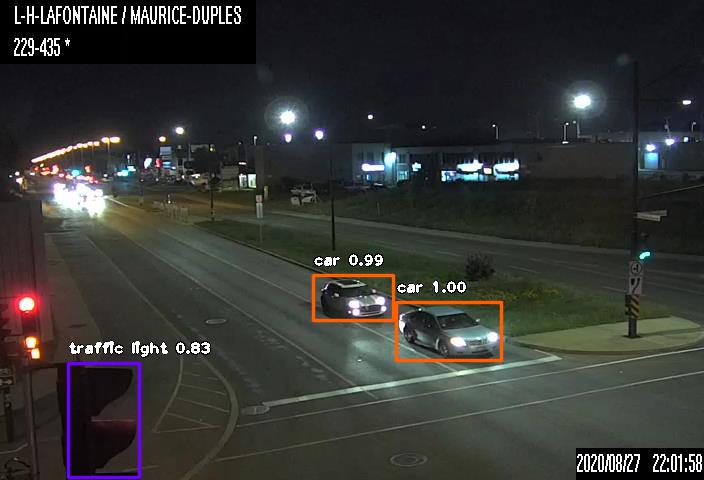 L-H-LAFONTAINE / MAURICE-DUPLES
229-435 *
car 0.99
car 1.00
traffic light 0.83
2020/08/27 22:01:58